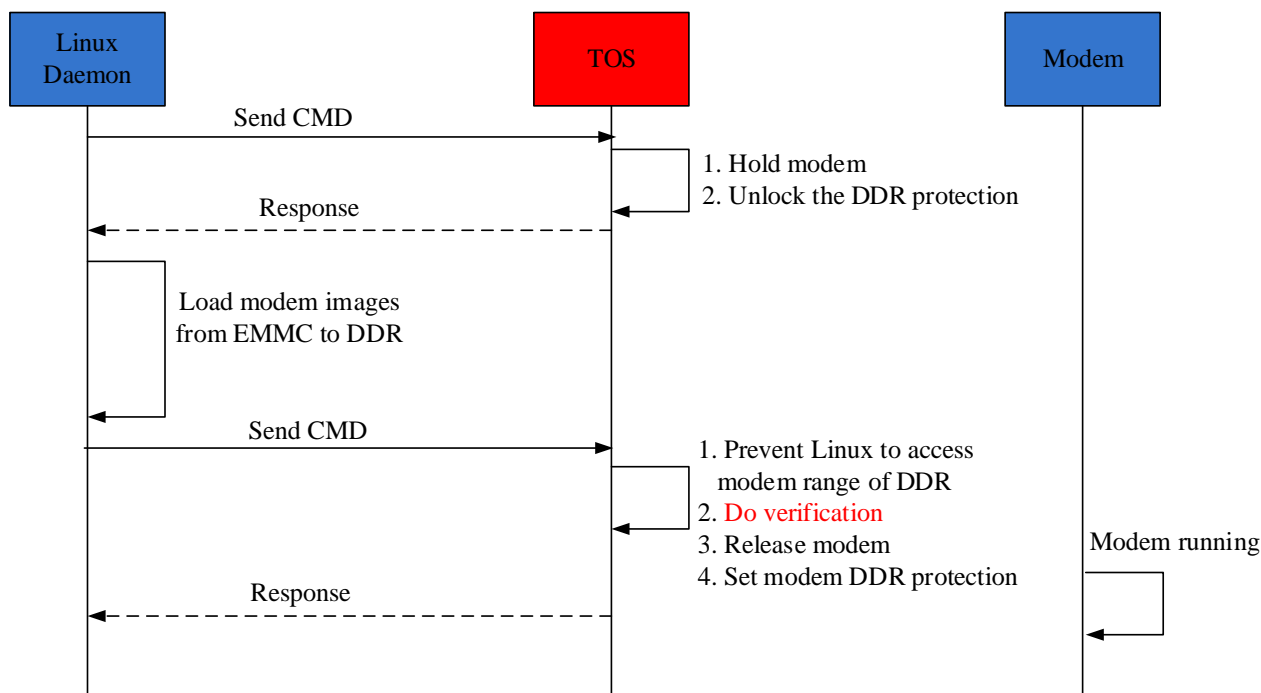 Linux
Daemon
TOS
Modem
Send CMD
1. Hold modem
2. Unlock the DDR protection
Response
Load modem images
from EMMC to DDR
Send CMD
1. Prevent Linux to access
modem range of DDR
2. Do verification
3. Release modem
4. Set modem DDR protection
Modem running
Response